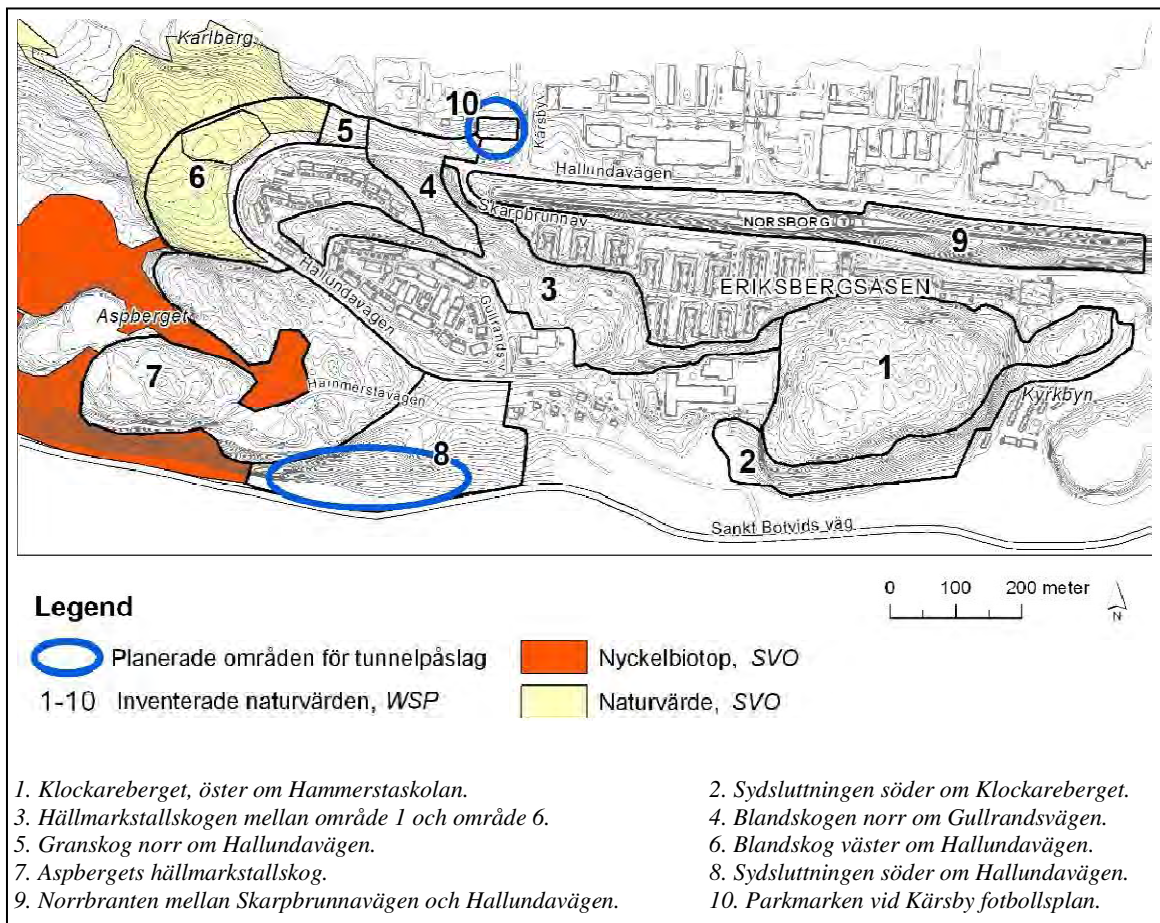 Karlberg
10
5
Kärsby
6
4
Hallundavägen
Skarpbrunnav
NORSBORG
9
Hallundavägen
3
ERIKSBERGSÅSEN
Gullrandsv
Aspberget
7
Hammerstavägen
1
Kyrkbyn
8
2
Sankt Botvids väg
Legend
0 100 200 meter
N
Planerade områden för tunnelpåslag
Nyckelbiotop, SVO
1-10 Inventerade naturvärden, WSP
Naturvärde, SVO
1. Klockareberget, öster om Hammerstaskolan.
2. Sydsluttningen söder om Klockareberget.
3. Hällmarkstallskogen mellan område 1 och område 6.
4. Blandskogen norr om Gullrandsvägen.
5. Granskog norr om Hallundavägen.
6. Blandskog väster om Hallundavägen.
7. Aspbergets hällmarkstallskog.
8. Sydsluttningen söder om Hallundavägen.
9. Norrbranten mellan Skarpbrunnavägen och Hallundavägen.
10. Parkmarken vid Kärsby fotbollsplan.